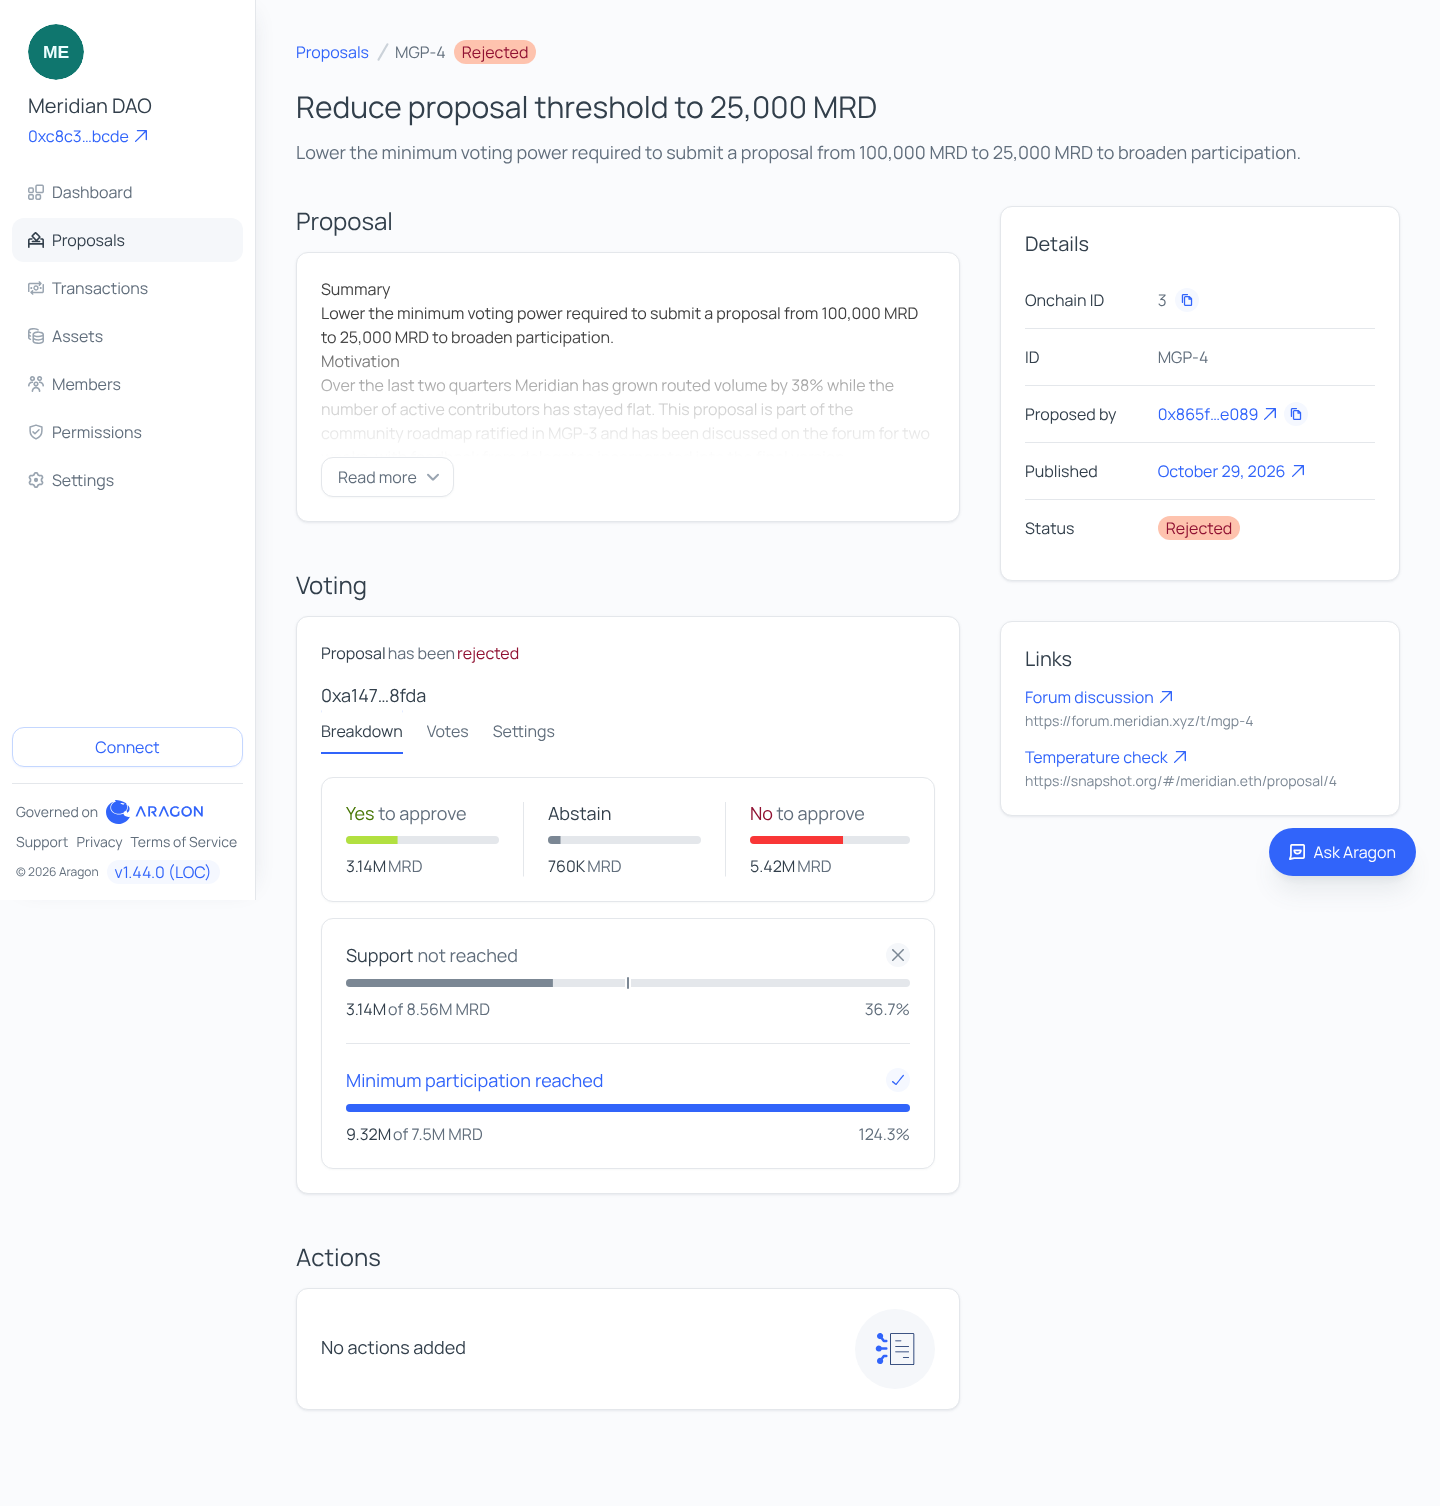 ME
Meridian DAO
0xc8c3...bcde
Dashboard
Proposals
Transactions
Assets
Members
Permissions
Settings
Connect
Governed on ARAGON
Support Privacy Terms of Service
© 2026 Aragon v1.44.0 (LOC)
Proposals / MGP-4 Rejected
Reduce proposal threshold to 25,000 MRD
Lower the minimum voting power required to submit a proposal from 100,000 MRD to 25,000 MRD to broaden participation.
Proposal
Summary
Lower the minimum voting power required to submit a proposal from 100,000 MRD
to 25,000 MRD to broaden participation.
Motivation
Over the last two quarters Meridian has grown routed volume by 38% while the
number of active contributors has stayed flat. This proposal is part of the
community roadmap ratified in MGP-3 and has been discussed on the forum for two
Read more
Voting
Proposal has been rejected
0xa147...8fda
Breakdown Votes Settings
Yes to approve
3.14M MRD
Abstain
760K MRD
No to approve
5.42M MRD
Support not reached
3.14M of 8.56M MRD 36.7%
Minimum participation reached
9.32M of 7.5M MRD 124.3%
Actions
No actions added
Details
Onchain ID 3
ID MGP-4
Proposed by 0x865f...e089
Published October 29, 2026
Status Rejected
Links
Forum discussion
https://forum.meridian.xyz/t/mgp-4
Temperature check
https://snapshot.org/#/meridian.eth/proposal/4
Ask Aragon